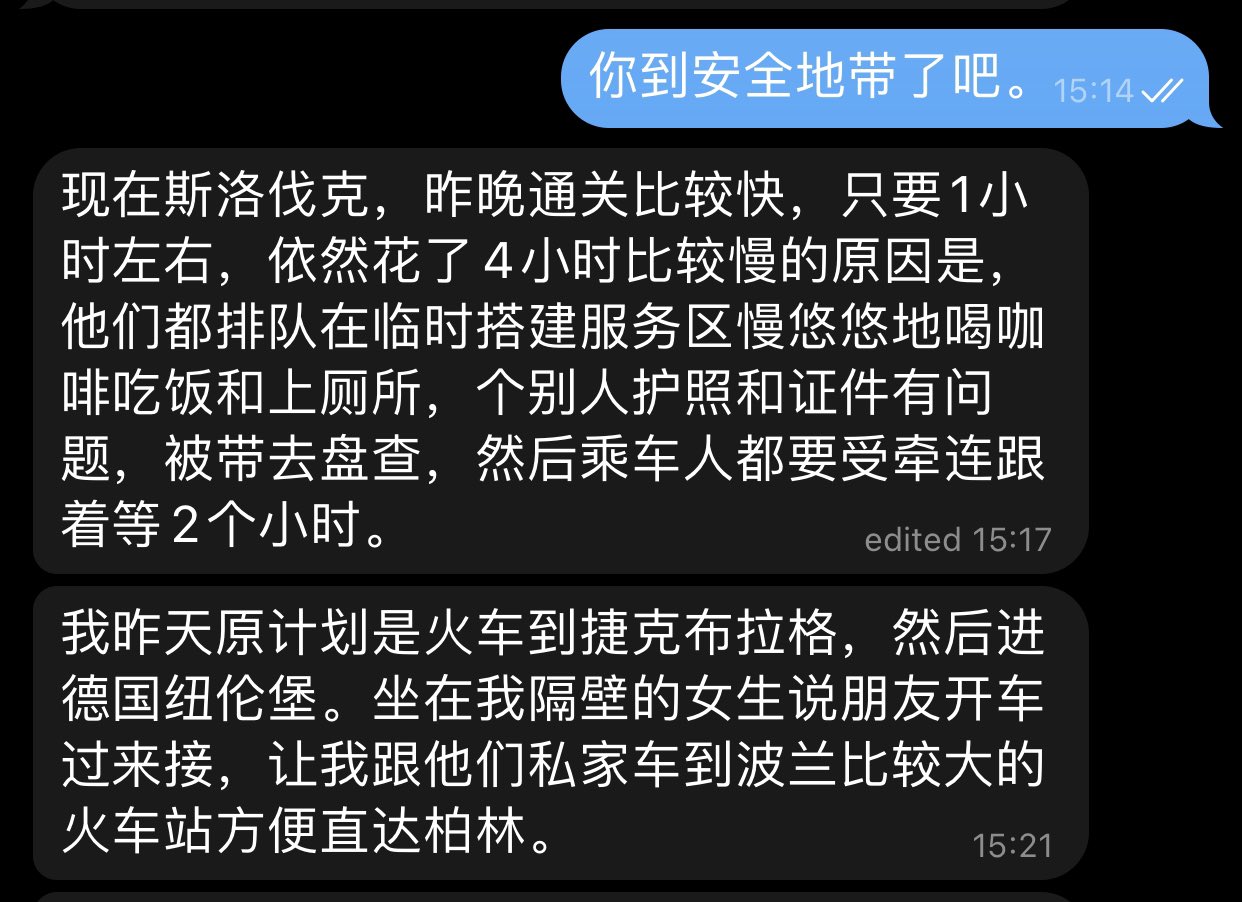 你到安全地带了吧。 15:14
现在斯洛伐克，昨晚通关比较快，只要1小
时左右，依然花了4小时比较慢的原因是，
他们都排队在临时搭建服务区慢悠悠地喝咖
啡吃饭和上厕所，个别人护照和证件有问
题，被带去盘查，然后乘车人都要受牵连跟
着等2个小时。 edited 15:17
我昨天原计划是火车到捷克布拉格，然后进
德国纽伦堡。坐在我隔壁的女生说朋友开车
过来接，让我跟他们私家车到波兰比较大的
火车站方便直达柏林。 15:21